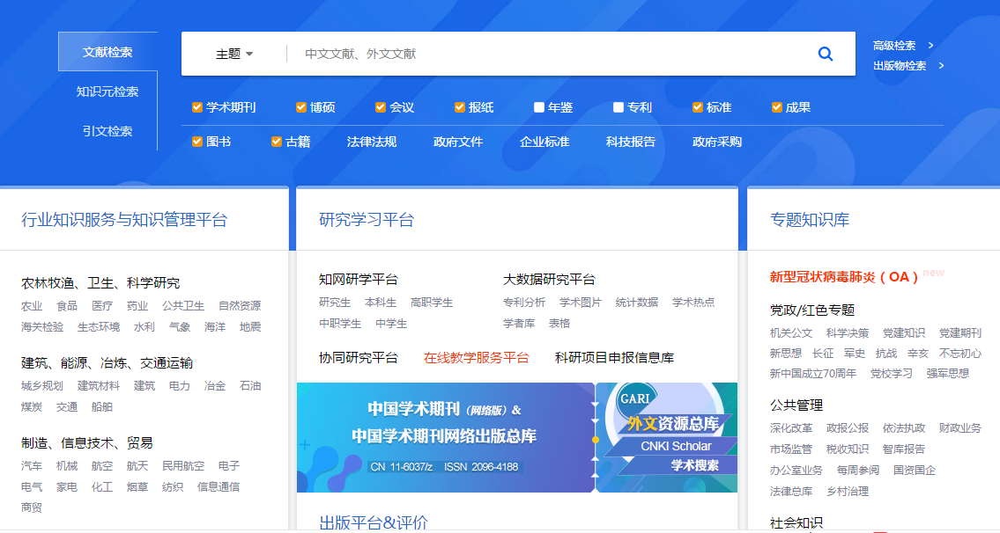 文献检索
知识元检索
引文检索
主题 中文文献、外文文献
高级检索 >
出版物检索 >
学术期刊 博硕 会议 报纸 年鉴 专利 标准 成果
图书 古籍 法律法规 政府文件 企业标准 科技报告 政府采购
行业知识服务与知识管理平台
农林牧渔、卫生、科学研究
农业 食品 医疗 药业 公共卫生 自然资源
海关检验 生态环境 水利 气象 海洋 地震
建筑、能源、冶炼、交通运输
城乡规划 建筑材料 建筑 电力 冶金 石油
煤炭 交通 船舶
制造、信息技术、贸易
汽车 机械 航空 航天 民用航空 电子
电气 家电 化工 烟草 纺织 信息通信
商贸
研究学习平台
知网研学平台
研究生 本科生 高职学生
中职学生 中学生
大数据研究平台
专利分析 学术图片 统计数据 学术热点
学者库 表格
协同研究平台 在线教学服务平台 科研项目申报信息库
中国学术期刊（网络版）&
中国学术期刊网络出版总库
CN 11-6037/z ISSN 2096-4188
GARI
外文资源总库
CNKI Scholar
学术搜索
出版平台&评价
专题知识库
新型冠状病毒肺炎（OA） new
党政/红色专题
机关公文 科学决策 党建知识 党建期刊
新思想 长征 军史 抗战 辛亥 不忘初心
新中国成立70周年 党校学习 强军思想
公共管理
深化改革 政报公报 依法执政 财政业务
市场监管 税收知识 智库报告
办公室业务 每周参阅 国资国企
法律总库 乡村治理
社会知识